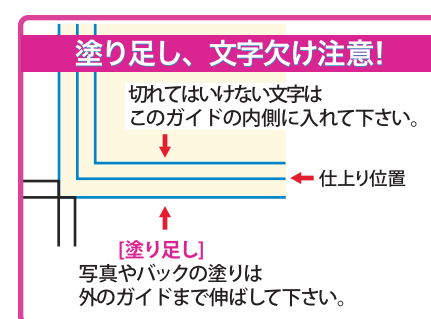 塗り足し、文字欠け注意!
切れてはいけない文字は
このガイドの内側に入れて下さい。
仕上り位置
[塗り足し]
写真やバックの塗りは
外のガイドまで伸ばして下さい。